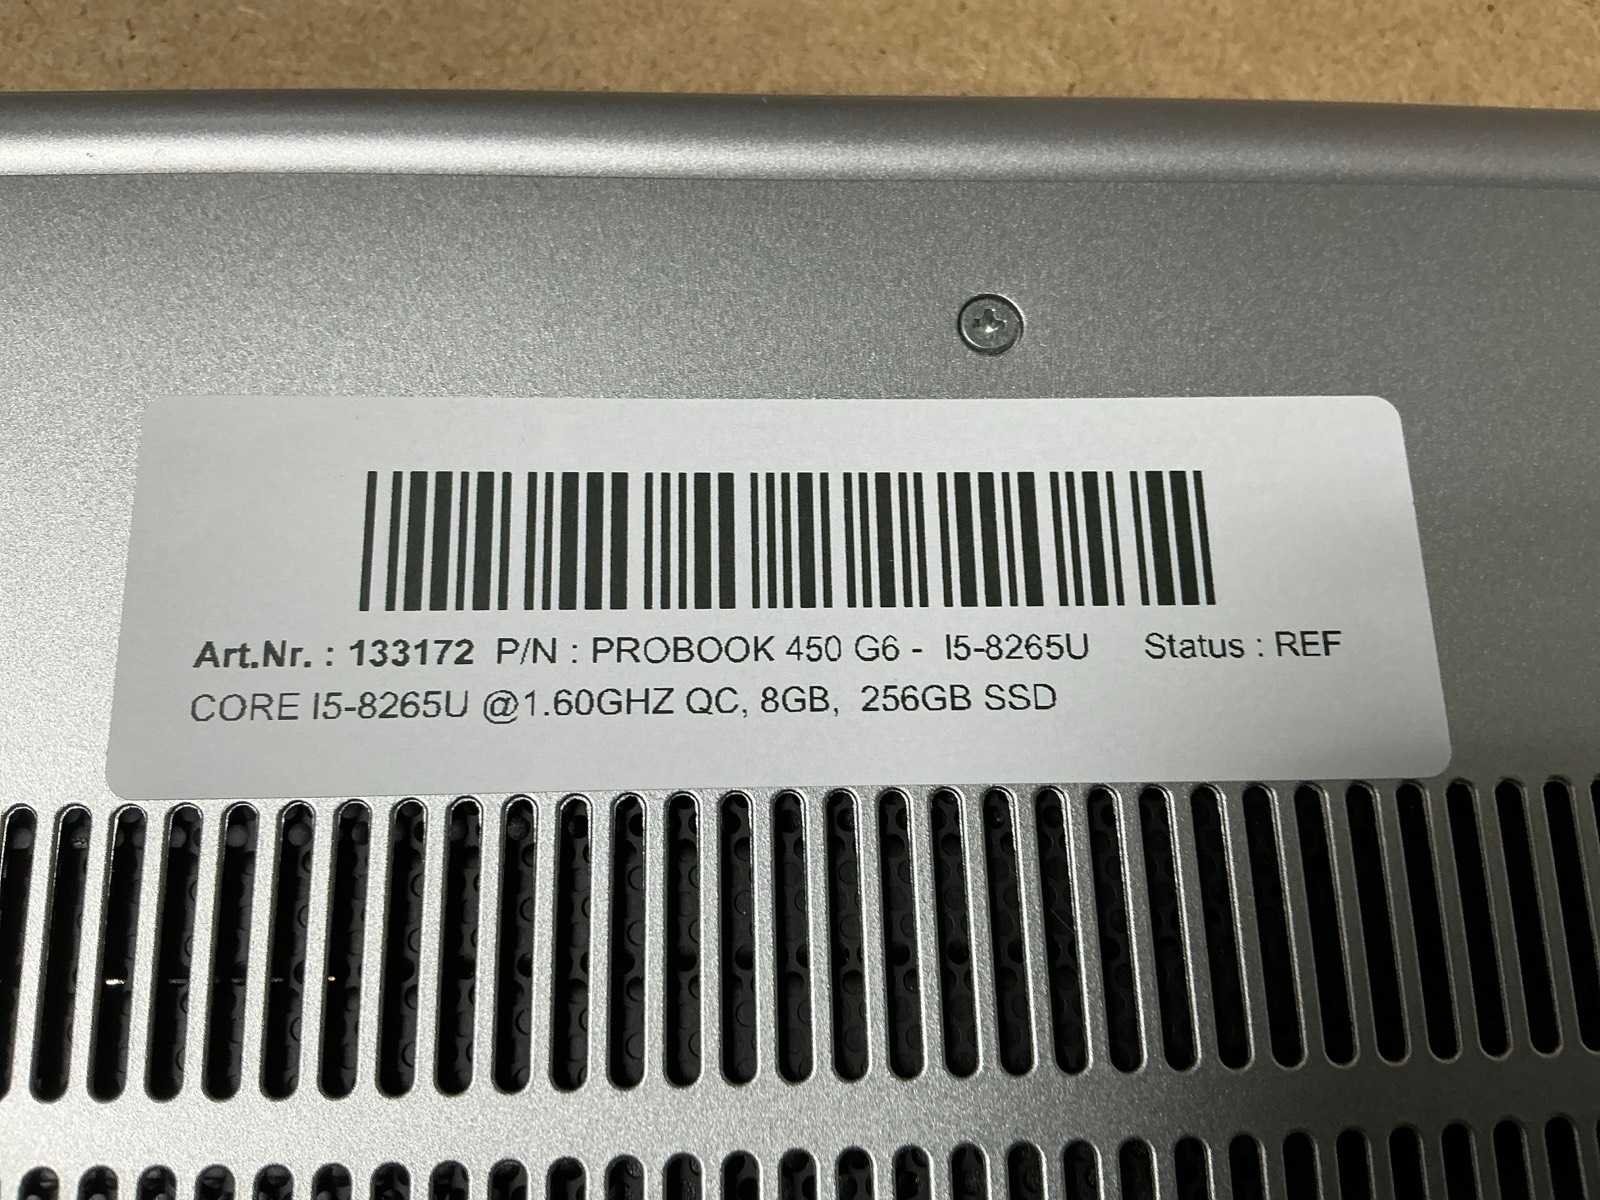 Art.Nr. : 133172 P/N : PROBOOK 450 G6 - I5-8265U Status : REF
CORE I5-8265U @1.60GHZ QC, 8GB, 256GB SSD